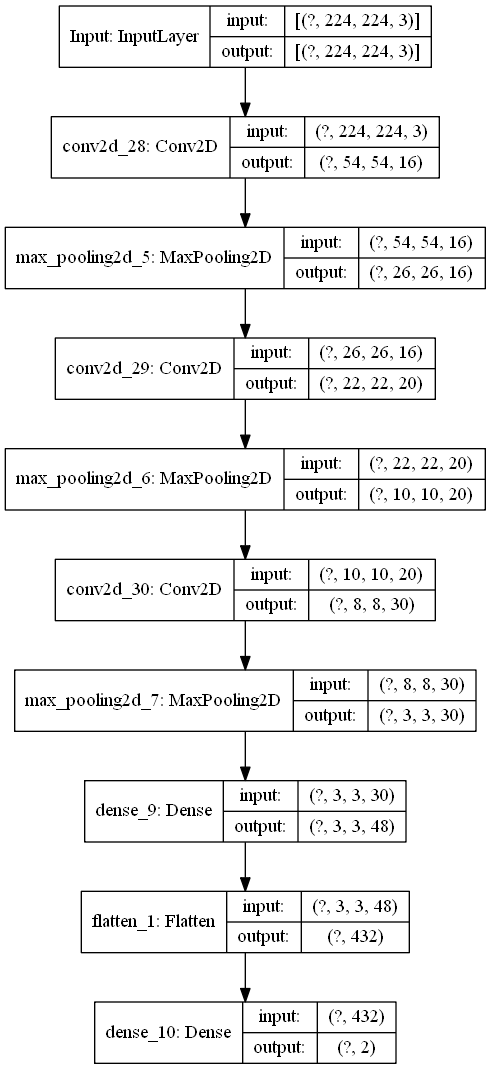 Input: InputLayer
input: [(?, 224, 224, 3)]
output: [(?, 224, 224, 3)]
conv2d_28: Conv2D
input: (?, 224, 224, 3)
output: (?, 54, 54, 16)
max_pooling2d_5: MaxPooling2D
input: (?, 54, 54, 16)
output: (?, 26, 26, 16)
conv2d_29: Conv2D
input: (?, 26, 26, 16)
output: (?, 22, 22, 20)
max_pooling2d_6: MaxPooling2D
input: (?, 22, 22, 20)
output: (?, 10, 10, 20)
conv2d_30: Conv2D
input: (?, 10, 10, 20)
output: (?, 8, 8, 30)
max_pooling2d_7: MaxPooling2D
input: (?, 8, 8, 30)
output: (?, 3, 3, 30)
dense_9: Dense
input: (?, 3, 3, 30)
output: (?, 3, 3, 48)
flatten_1: Flatten
input: (?, 3, 3, 48)
output: (?, 432)
dense_10: Dense
input: (?, 432)
output: (?, 2)